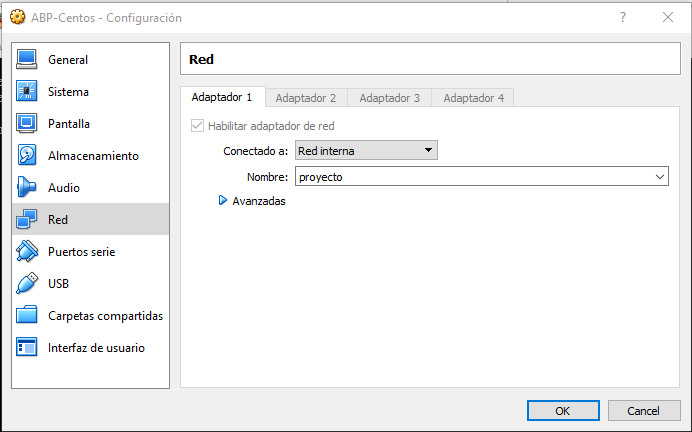 ABP-Centos - Configuración
?
General
Sistema
Pantalla
Almacenamiento
Audio
Red
Puertos serie
USB
Carpetas compartidas
Interfaz de usuario
Red
Adaptador 1 Adaptador 2 Adaptador 3 Adaptador 4
Habilitar adaptador de red
Conectado a: Red interna
Nombre: proyecto
Avanzadas
OK Cancel